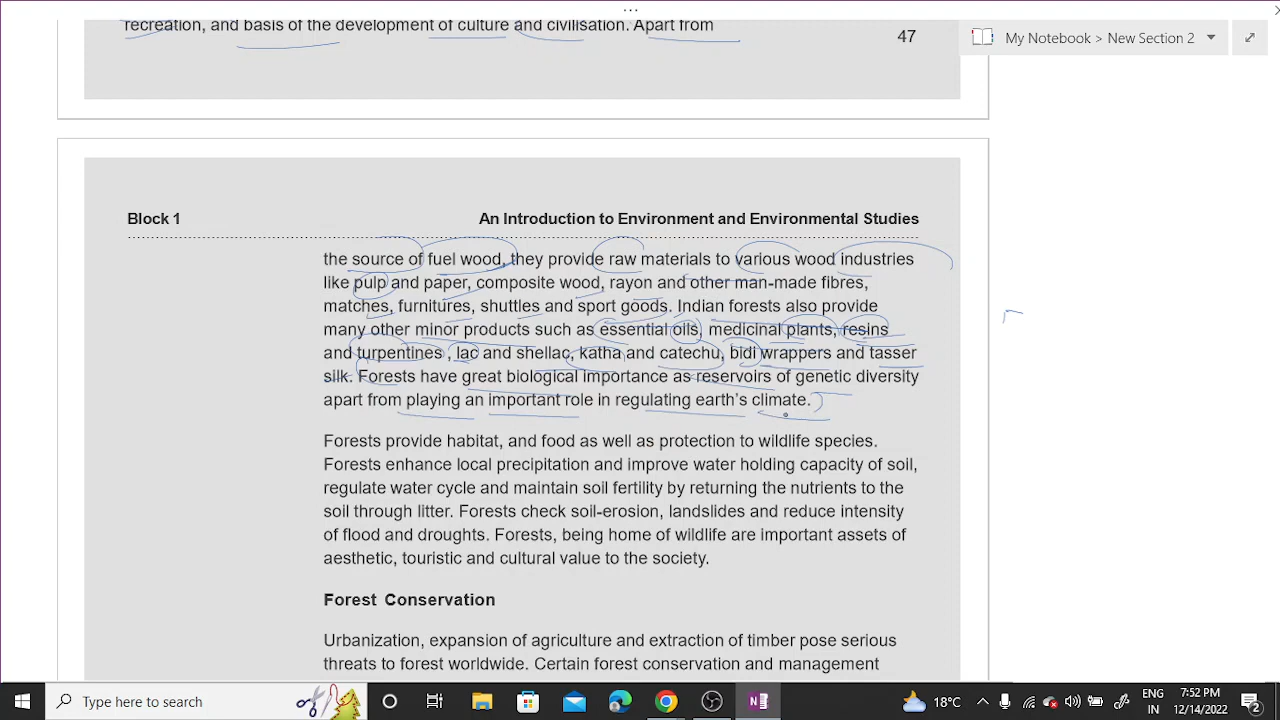 recreation, and basis of the development of culture and civilisation. Apart from
47
My Notebook > New Section 2
Block 1 An Introduction to Environment and Environmental Studies
the source of fuel wood, they provide raw materials to various wood industries
like pulp and paper, composite wood, rayon and other man-made fibres,
matches, furnitures, shuttles and sport goods. Indian forests also provide
many other minor products such as essential oils, medicinal plants, resins
and turpentines , lac and shellac, katha and catechu, bidi wrappers and tasser
silk. Forests have great biological importance as reservoirs of genetic diversity
apart from playing an important role in regulating earth's climate.
Forests provide habitat, and food as well as protection to wildlife species.
Forests enhance local precipitation and improve water holding capacity of soil,
regulate water cycle and maintain soil fertility by returning the nutrients to the
soil through litter. Forests check soil-erosion, landslides and reduce intensity
of flood and droughts. Forests, being home of wildlife are important assets of
aesthetic, touristic and cultural value to the society.
Forest Conservation
Urbanization, expansion of agriculture and extraction of timber pose serious
threats to forest worldwide. Certain forest conservation and management
Type here to search
18°C
ENG
IN
7:52 PM
12/14/2022
2